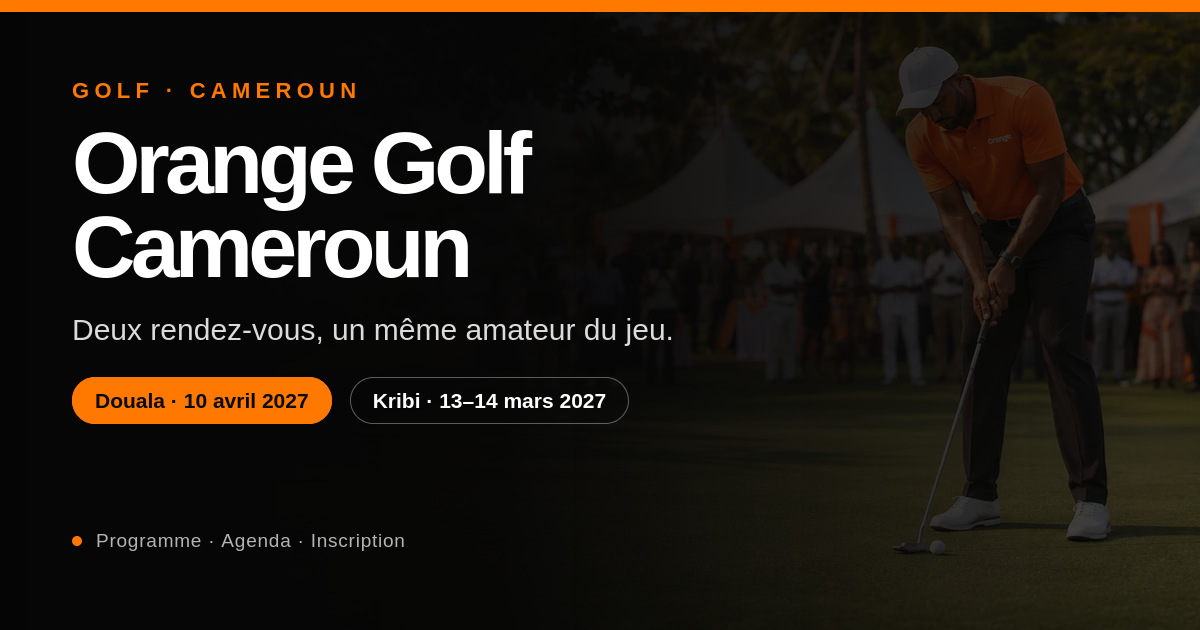 GOLF · CAMEROUN
Orange Golf
Cameroun
Deux rendez-vous, un même amateur du jeu.
Douala · 10 avril 2027
Kribi · 13–14 mars 2027
Programme · Agenda · Inscription
Orange